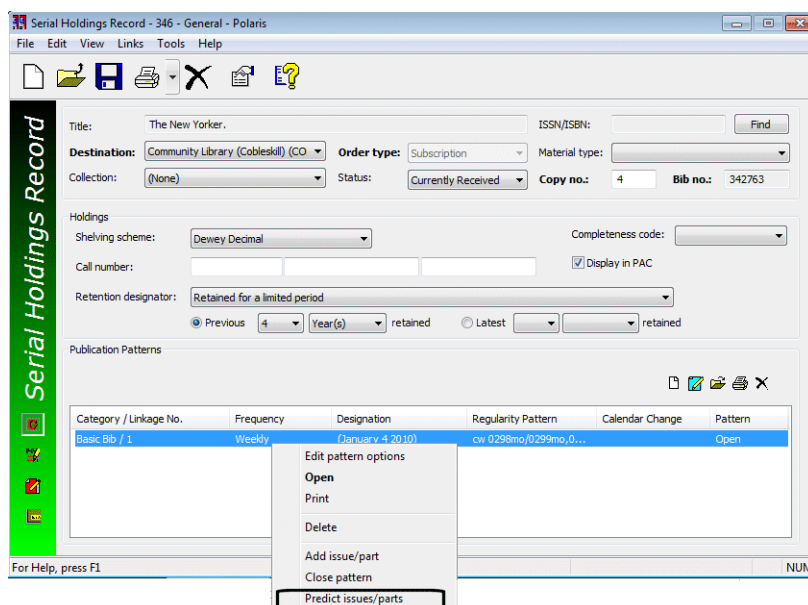 Serial Holdings Record - 346 - General - Polaris
File Edit View Links Tools Help
Serial Holdings Record
Title: The New Yorker. ISSN/ISBN: Find
Destination: Community Library (Cobleskill) (CO Order type: Subscription Material type:
Collection: (None) Status: Currently Received Copy no.: 4 Bib no.: 342763
Holdings
Shelving scheme: Dewey Decimal Completeness code:
Call number: Display in PAC
Retention designator: Retained for a limited period
Previous 4 Year(s) retained Latest retained
Publication Patterns
Category / Linkage No. Frequency Designation Regularity Pattern Calendar Change Pattern
Basic Bib / 1 Weekly (January 4 2010) cw 0298mo/0299mo,0... Open
Edit pattern options
Open
Print
Delete
Add issue/part
Close pattern
Predict issues/parts
For Help, press F1 NUM